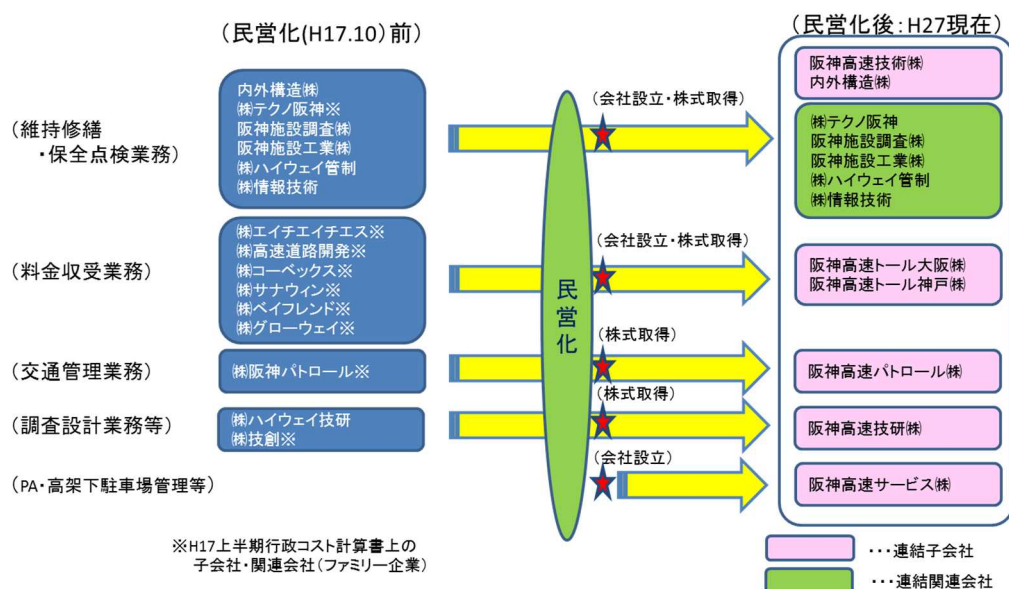 (民営化(H17.10)前)
(民営化後:H27現在)
(維持修繕
・保全点検業務)
内外構造㈱
㈱テクノ阪神※
阪神施設調査㈱
阪神施設工業㈱
㈱ハイウェイ管制
㈱情報技術
(会社設立・株式取得)
阪神高速技術㈱
内外構造㈱
㈱テクノ阪神
阪神施設調査㈱
阪神施設工業㈱
㈱ハイウェイ管制
㈱情報技術
(料金収受業務)
㈱エイチエイチエス※
㈱高速道路開発※
㈱コーベックス※
㈱サナウィン※
㈱ベイフレンド※
㈱グローウェイ※
民営化
(会社設立・株式取得)
阪神高速トール大阪㈱
阪神高速トール神戸㈱
(交通管理業務)
㈱阪神パトロール※
(株式取得)
阪神高速パトロール㈱
(調査設計業務等)
㈱ハイウェイ技研
㈱技創※
(株式取得)
阪神高速技研㈱
(PA・高架下駐車場管理等)
(会社設立)
阪神高速サービス㈱
※H17上半期行政コスト計算書上の
子会社・関連会社(ファミリー企業)
・・・連結子会社
・・・連結関連会社